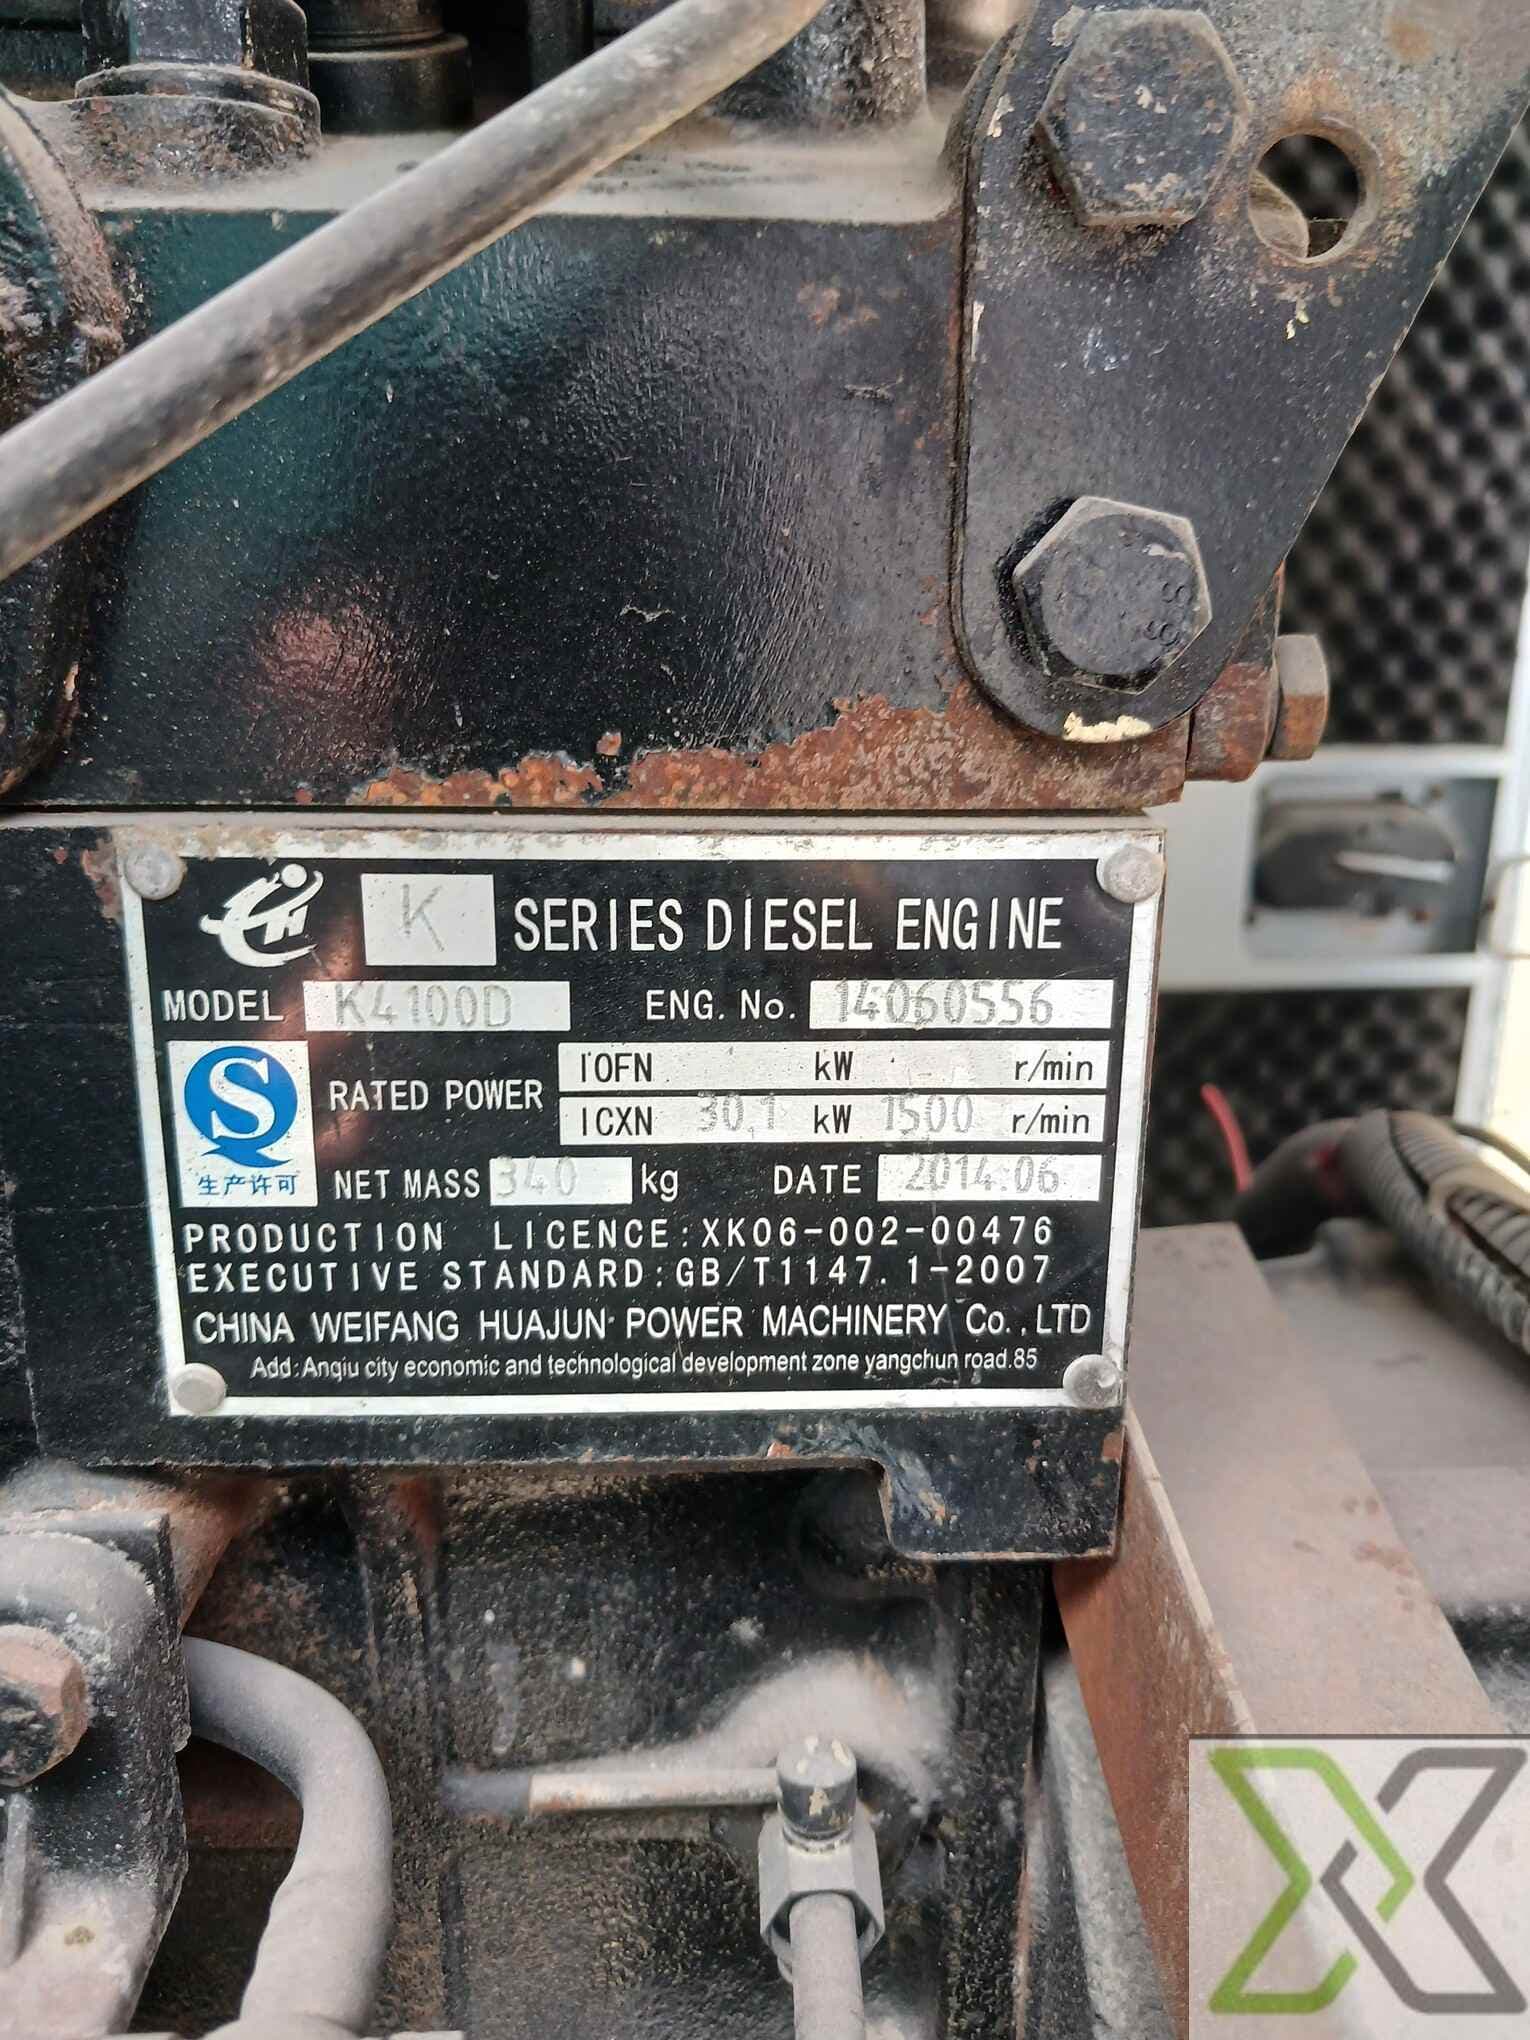 K SERIES DIESEL ENGINE
MODEL K4100D ENG. No. 14060556
RATED POWER
IOFN kW r/min
ICXN 30.1 kW 1500 r/min
S
生产许可
NET MASS 340 kg DATE 2014.06
PRODUCTION LICENCE:XK06-002-00476
EXECUTIVE STANDARD:GB/T1147.1-2007
CHINA WEIFANG HUAJUN POWER MACHINERY Co.,LTD
Add:Anqiu city economic and technological development zone yangchun road.85